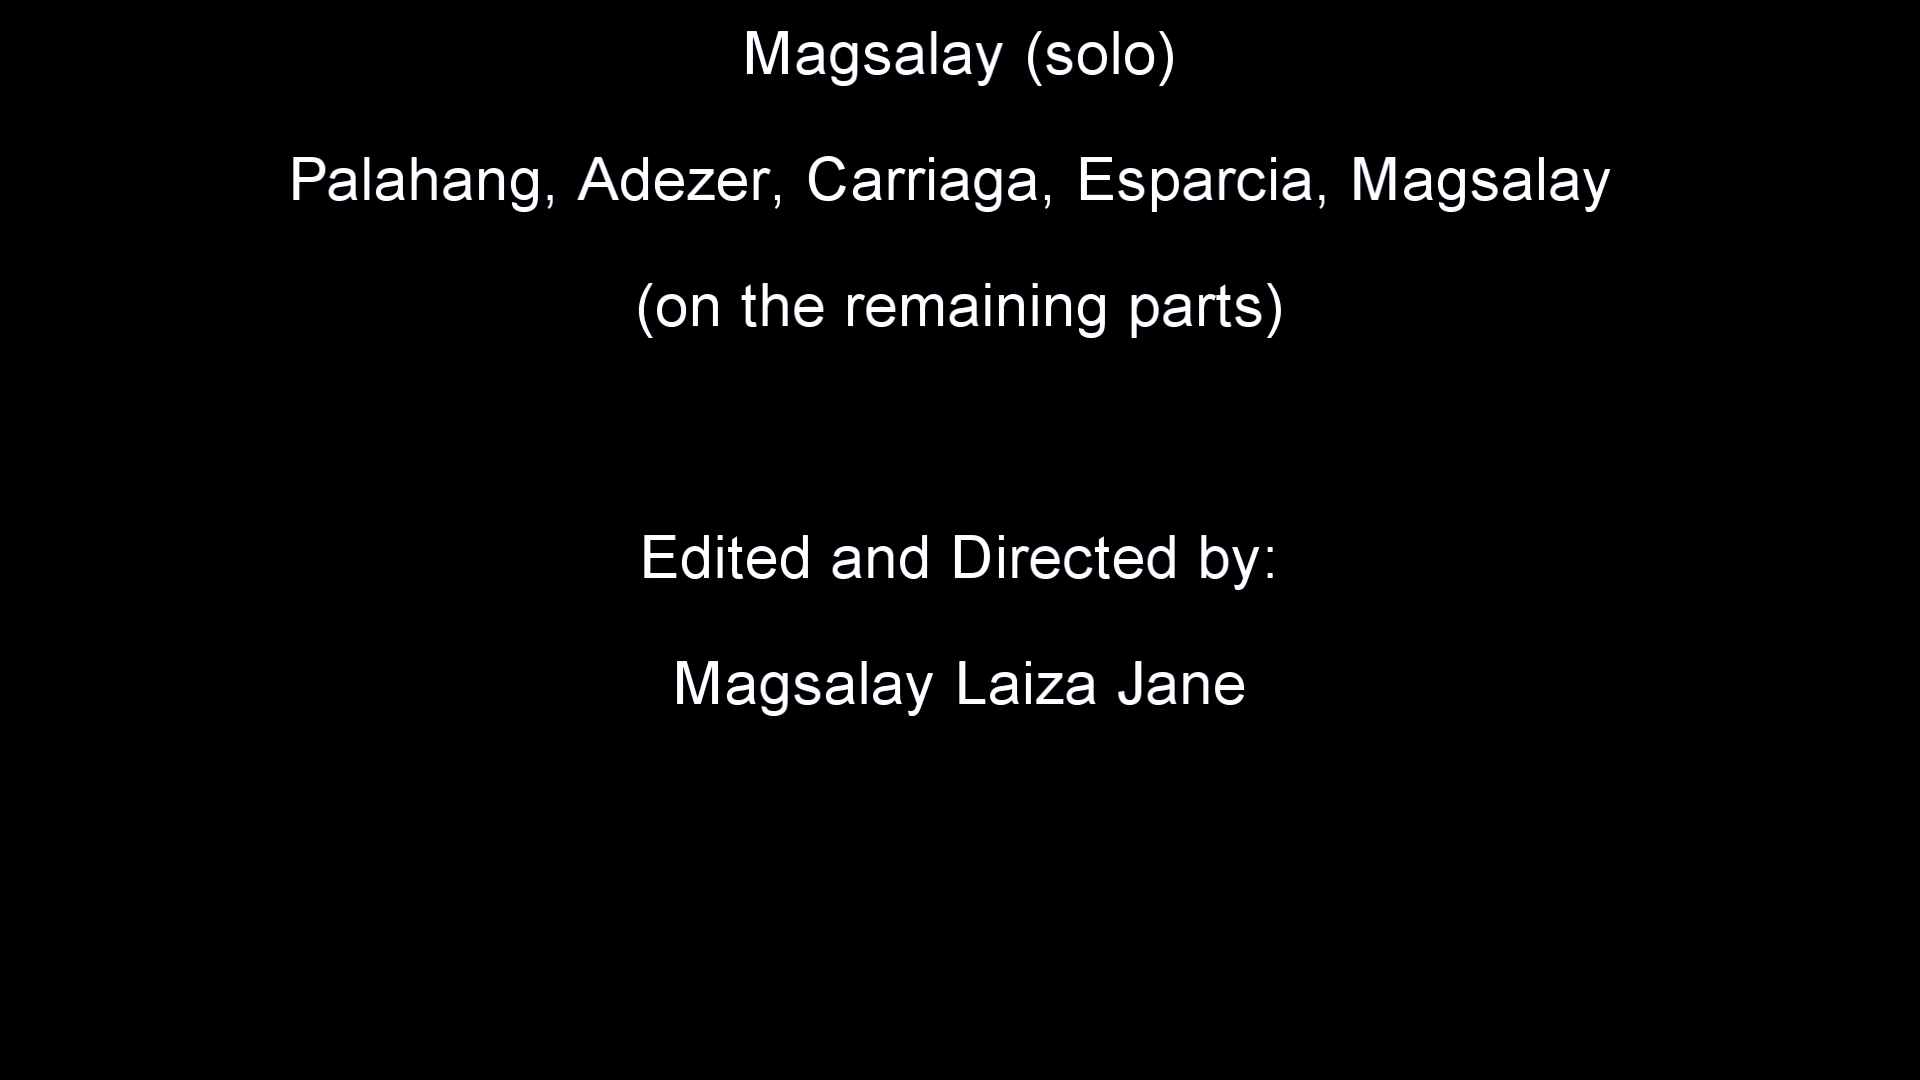 Magsalay (solo)
Palahang, Adezer, Carriaga, Esparcia, Magsalay
(on the remaining parts)
Edited and Directed by:
Magsalay Laiza Jane